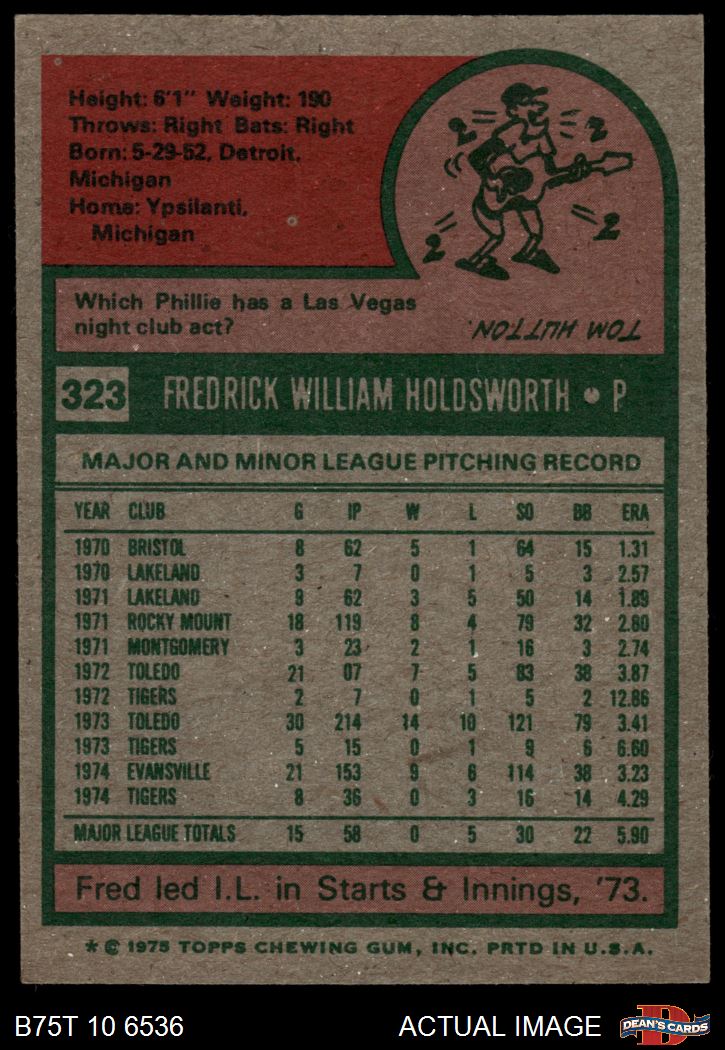 Height: 6'1" Weight: 190
Throws: Right Bats: Right
Born: 5-29-52, Detroit,
Michigan
Home: Ypsilanti,
Michigan
2 2
2 2
Which Phillie has a Las Vegas
night club act?
TOM HUTTON.
323 FREDRICK WILLIAM HOLDSWORTH • P
MAJOR AND MINOR LEAGUE PITCHING RECORD
YEAR CLUB G IP W L SO BB ERA
1970 BRISTOL 8 62 5 1 64 15 1.31
1970 LAKELAND 3 7 0 1 5 3 2.57
1971 LAKELAND 9 62 3 5 50 14 1.89
1971 ROCKY MOUNT 18 119 8 4 79 32 2.80
1971 MONTGOMERY 3 23 2 1 16 3 2.74
1972 TOLEDO 21 07 7 5 83 38 3.87
1972 TIGERS 2 7 0 1 5 2 12.86
1973 TOLEDO 30 214 14 10 121 79 3.41
1973 TIGERS 5 15 0 1 9 6 6.60
1974 EVANSVILLE 21 153 9 6 114 38 3.23
1974 TIGERS 8 36 0 3 16 14 4.29
MAJOR LEAGUE TOTALS 15 58 0 5 30 22 5.90
Fred led I.L. in Starts & Innings, '73.
* © 1975 TOPPS CHEWING GUM, INC. PRTD IN U.S.A.
B75T 10 6536 ACTUAL IMAGE D DEAN'S CARDS